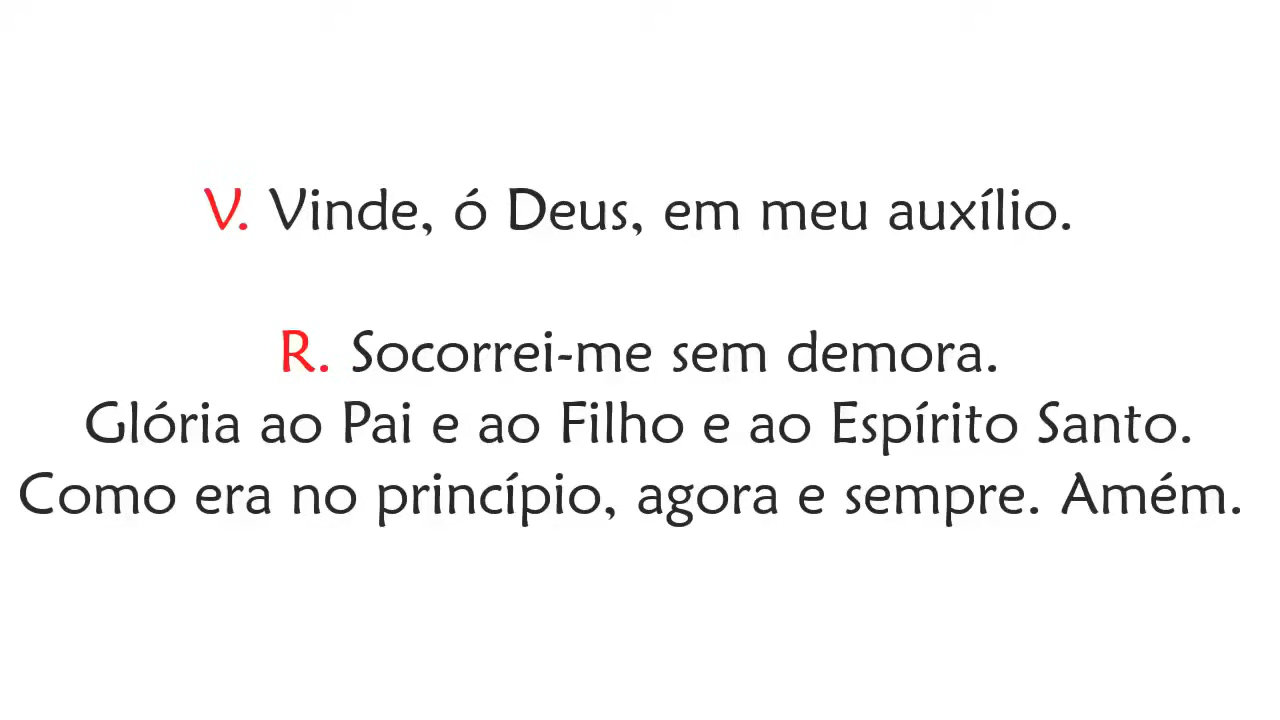 V. Vinde, ó Deus, em meu auxílio.
R. Socorrei-me sem demora.
Glória ao Pai e ao Filho e ao Espírito Santo.
Como era no princípio, agora e sempre. Amém.